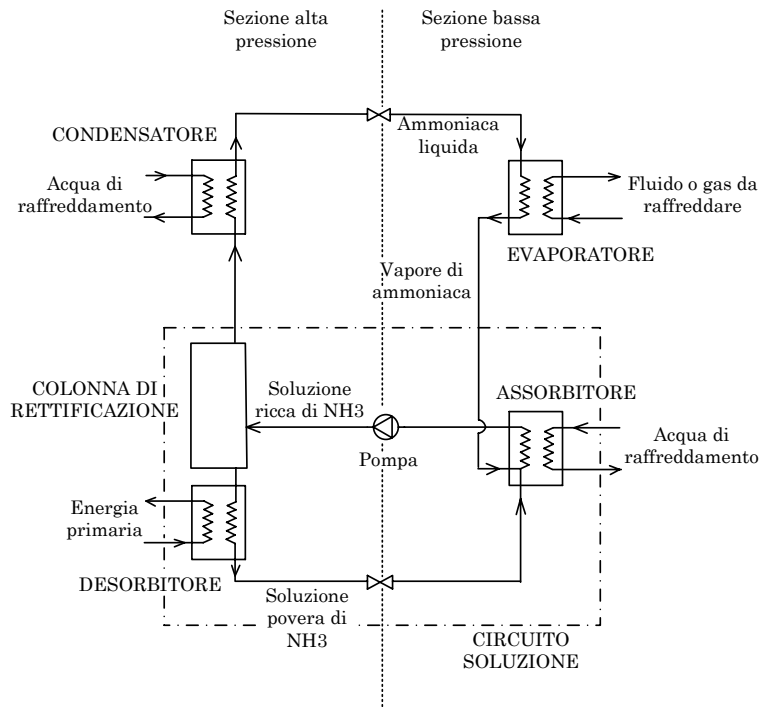 Sezione alta
pressione
Sezione bassa
pressione
CONDENSATORE
Ammoniaca
liquida
Acqua di
raffreddamento
Fluido o gas da
raffreddare
EVAPORATORE
Vapore di
ammoniaca
COLONNA DI
RETTIFICAZIONE
Soluzione
ricca di NH3
ASSORBITORE
Acqua di
raffreddamento
Pompa
Energia
primaria
DESORBITORE
Soluzione
povera di
NH3
CIRCUITO
SOLUZIONE